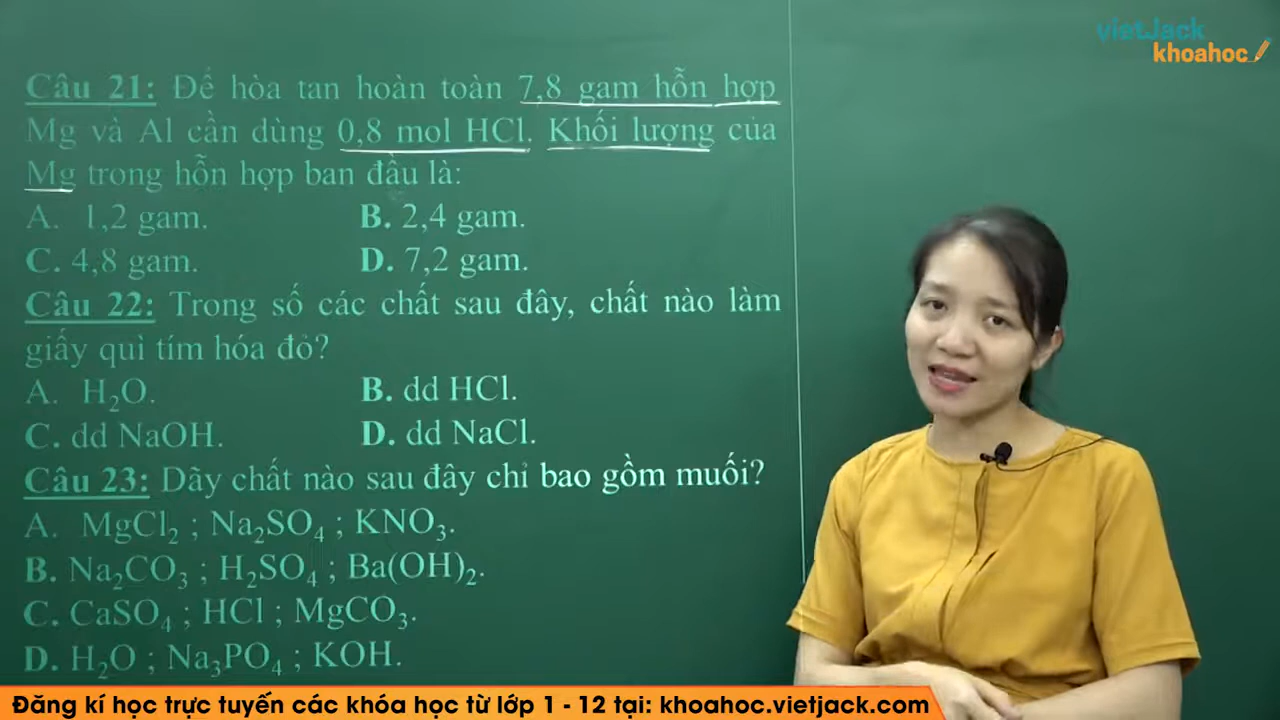 vietJack
khoahoc
Câu 21: Để hòa tan hoàn toàn 7,8 gam hỗn hợp
Mg và Al cần dùng 0,8 mol HCl. Khối lượng của
Mg trong hỗn hợp ban đầu là:
A. 1,2 gam. B. 2,4 gam.
C. 4,8 gam. D. 7,2 gam.
Câu 22: Trong số các chất sau đây, chất nào làm
giấy quì tím hóa đỏ?
A. H₂O. B. dd HCl.
C. dd NaOH. D. dd NaCl.
Câu 23: Dãy chất nào sau đây chỉ bao gồm muối?
A. MgCl₂ ; Na₂SO₄ ; KNO₃.
B. Na₂CO₃ ; H₂SO₄ ; Ba(OH)₂.
C. CaSO₄ ; HCl ; MgCO₃.
D. H₂O ; Na₃PO₄ ; KOH.
Đăng kí học trực tuyến các khóa học từ lớp 1 - 12 tại: khoahoc.vietjack.com